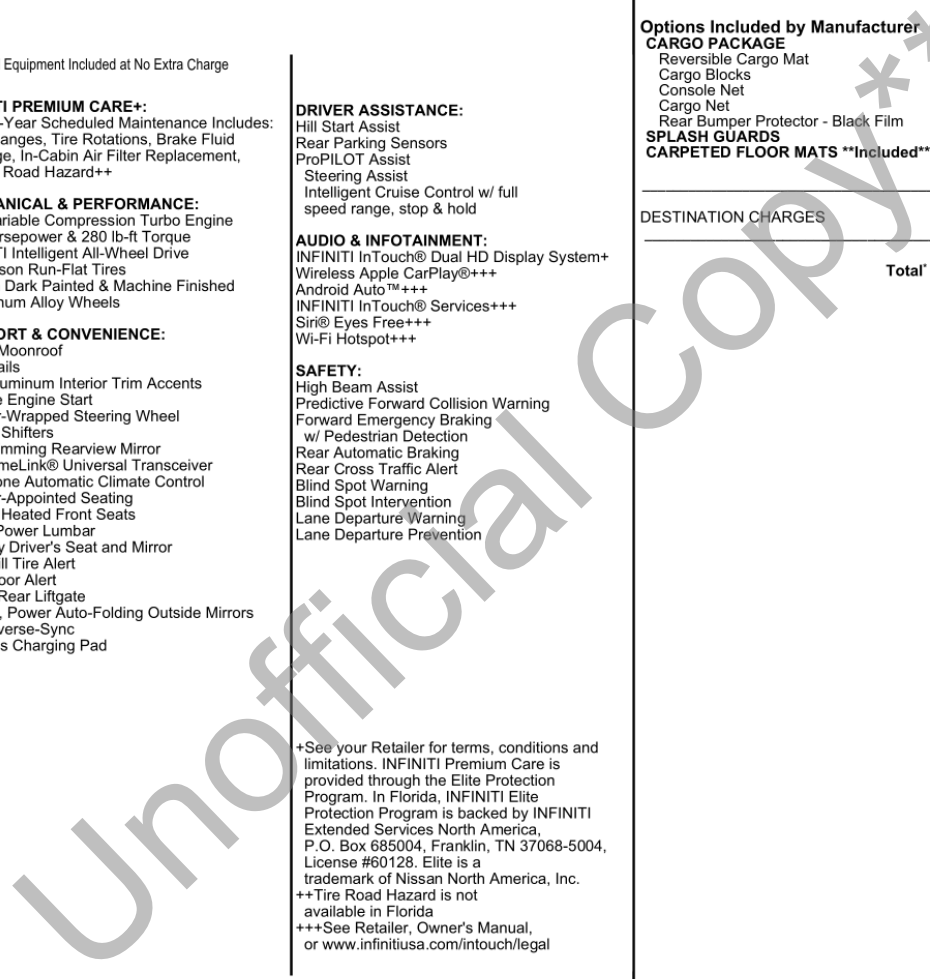 Equipment Included at No Extra Charge
TI PREMIUM CARE+:
-Year Scheduled Maintenance Includes:
anges, Tire Rotations, Brake Fluid
ge, In-Cabin Air Filter Replacement,
Road Hazard++
ANICAL & PERFORMANCE:
ariable Compression Turbo Engine
rsepower & 280 lb-ft Torque
TI Intelligent All-Wheel Drive
son Run-Flat Tires
Dark Painted & Machine Finished
num Alloy Wheels
ORT & CONVENIENCE:
Moonroof
ails
uminum Interior Trim Accents
e Engine Start
r-Wrapped Steering Wheel
Shifters
mming Rearview Mirror
meLink® Universal Transceiver
one Automatic Climate Control
r-Appointed Seating
Heated Front Seats
Power Lumbar
y Driver's Seat and Mirror
ill Tire Alert
oor Alert
Rear Liftgate
, Power Auto-Folding Outside Mirrors
verse-Sync
s Charging Pad
DRIVER ASSISTANCE:
Hill Start Assist
Rear Parking Sensors
ProPILOT Assist
Steering Assist
Intelligent Cruise Control w/ full
speed range, stop & hold
AUDIO & INFOTAINMENT:
INFINITI InTouch® Dual HD Display System+
Wireless Apple CarPlay®+++
Android Auto™+++
INFINITI InTouch® Services+++
Siri® Eyes Free+++
Wi-Fi Hotspot+++
SAFETY:
High Beam Assist
Predictive Forward Collision Warning
Forward Emergency Braking
w/ Pedestrian Detection
Rear Automatic Braking
Rear Cross Traffic Alert
Blind Spot Warning
Blind Spot Intervention
Lane Departure Warning
Lane Departure Prevention
+See your Retailer for terms, conditions and
limitations. INFINITI Premium Care is
provided through the Elite Protection
Program. In Florida, INFINITI Elite
Protection Program is backed by INFINITI
Extended Services North America,
P.O. Box 685004, Franklin, TN 37068-5004,
License #60128. Elite is a
trademark of Nissan North America, Inc.
++Tire Road Hazard is not
available in Florida
+++See Retailer, Owner's Manual,
or www.infinitiusa.com/intouch/legal
Options Included by Manufacturer
CARGO PACKAGE
Reversible Cargo Mat
Cargo Blocks
Console Net
Cargo Net
Rear Bumper Protector - Black Film
SPLASH GUARDS
CARPETED FLOOR MATS **Included**
DESTINATION CHARGES
Total*
Unofficial Copy**